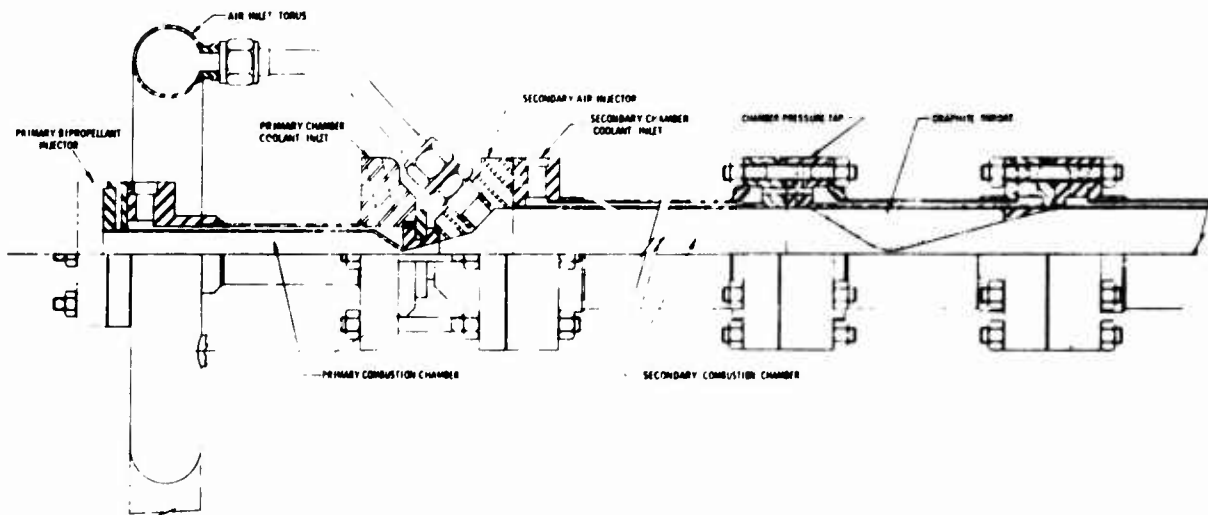 AIR INLET TORUS
SECONDARY AIR INJECTOR
PRIMARY CHAMBER
COOLANT INLET
SECONDARY CHAMBER
COOLANT INLET
CHAMBER PRESSURE TAP
GRAPHITE THROAT
PRIMARY BIPROPELLANT
INJECTOR
PRIMARY COMBUSTION CHAMBER
SECONDARY COMBUSTION CHAMBER